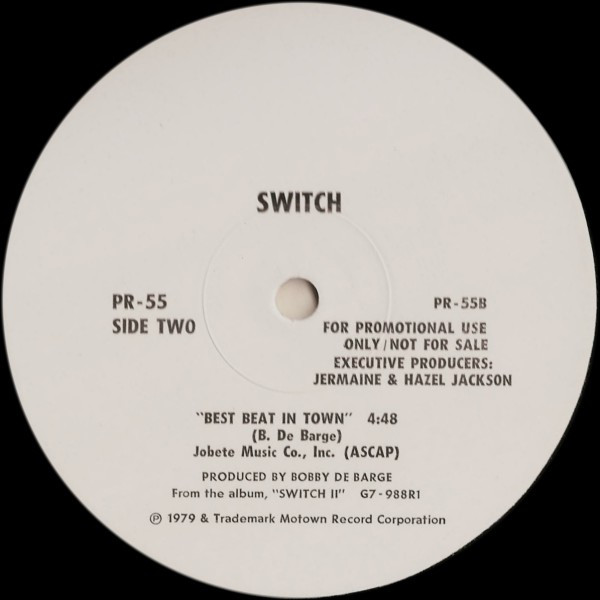 SWITCH
PR-55
SIDE TWO
PR-55B
FOR PROMOTIONAL USE
ONLY/NOT FOR SALE
EXECUTIVE PRODUCERS:
JERMAINE & HAZEL JACKSON
"BEST BEAT IN TOWN" 4:48
(B. De Barge)
Jobete Music Co., Inc. (ASCAP)
PRODUCED BY BOBBY DE BARGE
From the album, "SWITCH II" G7-988R1
℗ 1979 & Trademark Motown Record Corporation